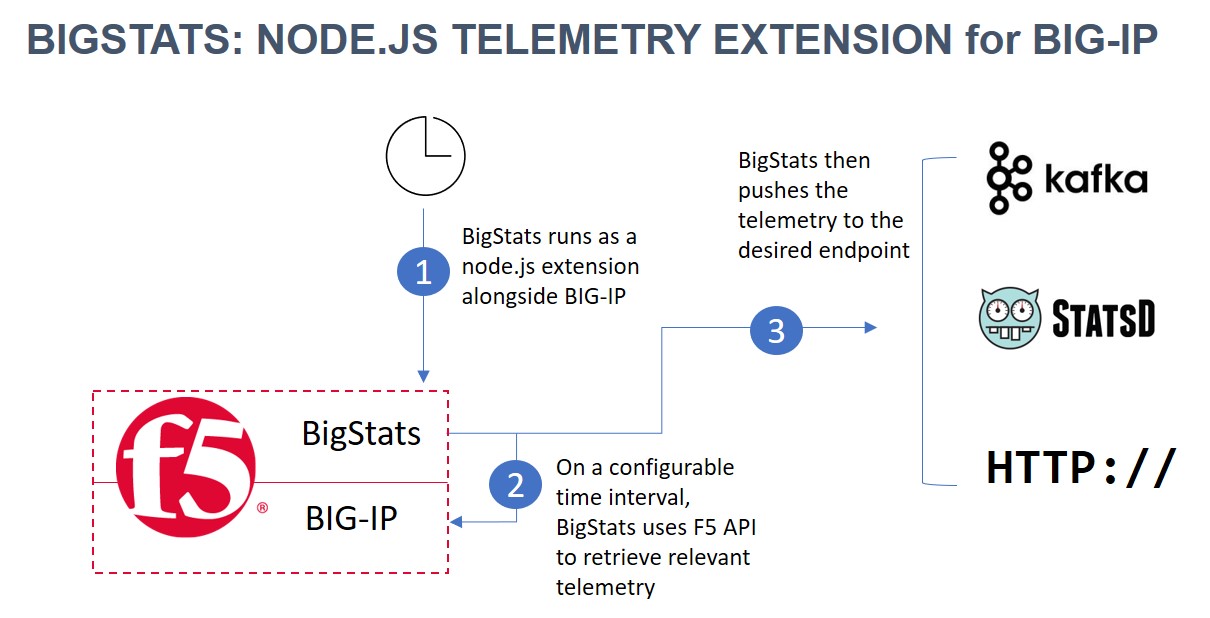 BIGSTATS: NODE.JS TELEMETRY EXTENSION for BIG-IP
1
BigStats runs as a
node.js extension
alongside BIG-IP
BigStats then
pushes the
telemetry to the
desired endpoint
kafka
3
STATSD
f5
®
BigStats
BIG-IP
2
On a configurable
time interval,
BigStats uses F5 API
to retrieve relevant
telemetry
HTTP://